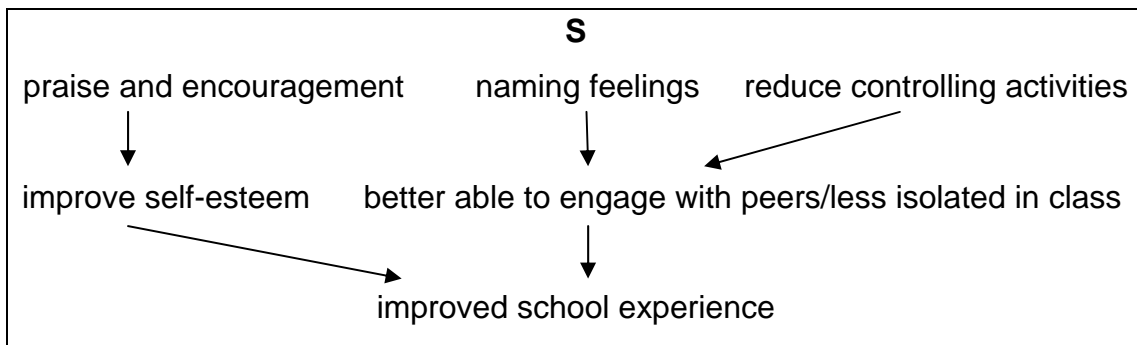 S
praise and encouragement naming feelings reduce controlling activities
improve self-esteem better able to engage with peers/less isolated in class
improved school experience